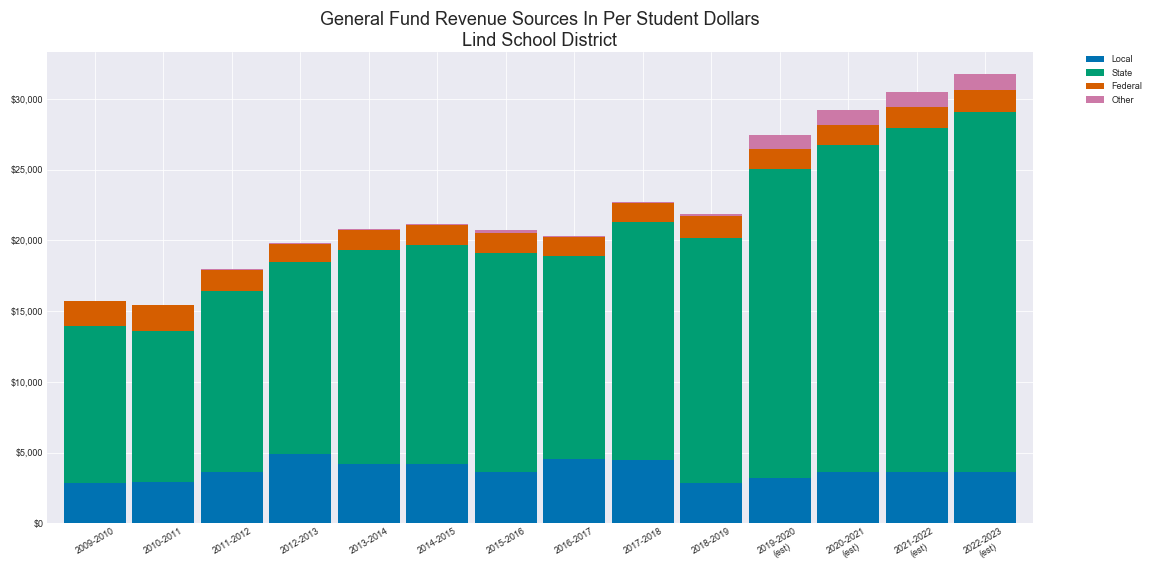 General Fund Revenue Sources In Per Student Dollars
Lind School District
Local
State
Federal
Other
$30,000
$25,000
$20,000
$15,000
$10,000
$5,000
$0
2009-2010
2010-2011
2011-2012
2012-2013
2013-2014
2014-2015
2015-2016
2016-2017
2017-2018
2018-2019
2019-2020
(est)
2020-2021
(est)
2021-2022
(est)
2022-2023
(est)